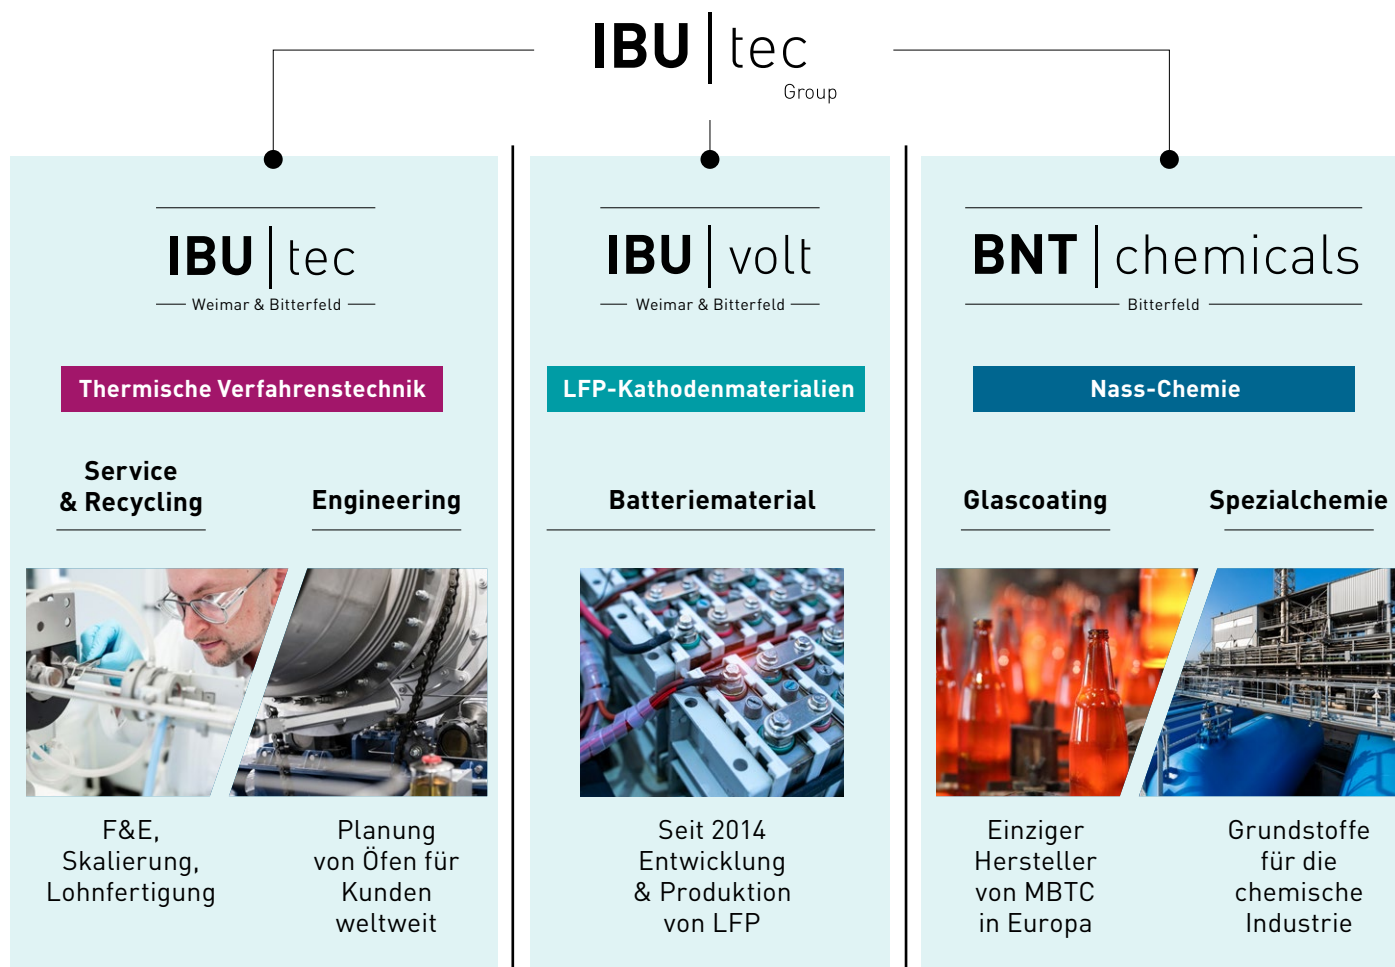 IBU | tec
Group
IBU | tec
Weimar & Bitterfeld
Thermische Verfahrenstechnik
Service
& Recycling
Engineering
F&E,
Skalierung,
Lohnfertigung
Planung
von Öfen für
Kunden
weltweit
IBU | volt
Weimar & Bitterfeld
LFP-Kathodenmaterialien
Batteriematerial
Seit 2014
Entwicklung
& Produktion
von LFP
BNT | chemicals
Bitterfeld
Nass-Chemie
Glascoating
Spezialchemie
Einziger
Hersteller
von MBTC
in Europa
Grundstoffe
für die
chemische
Industrie